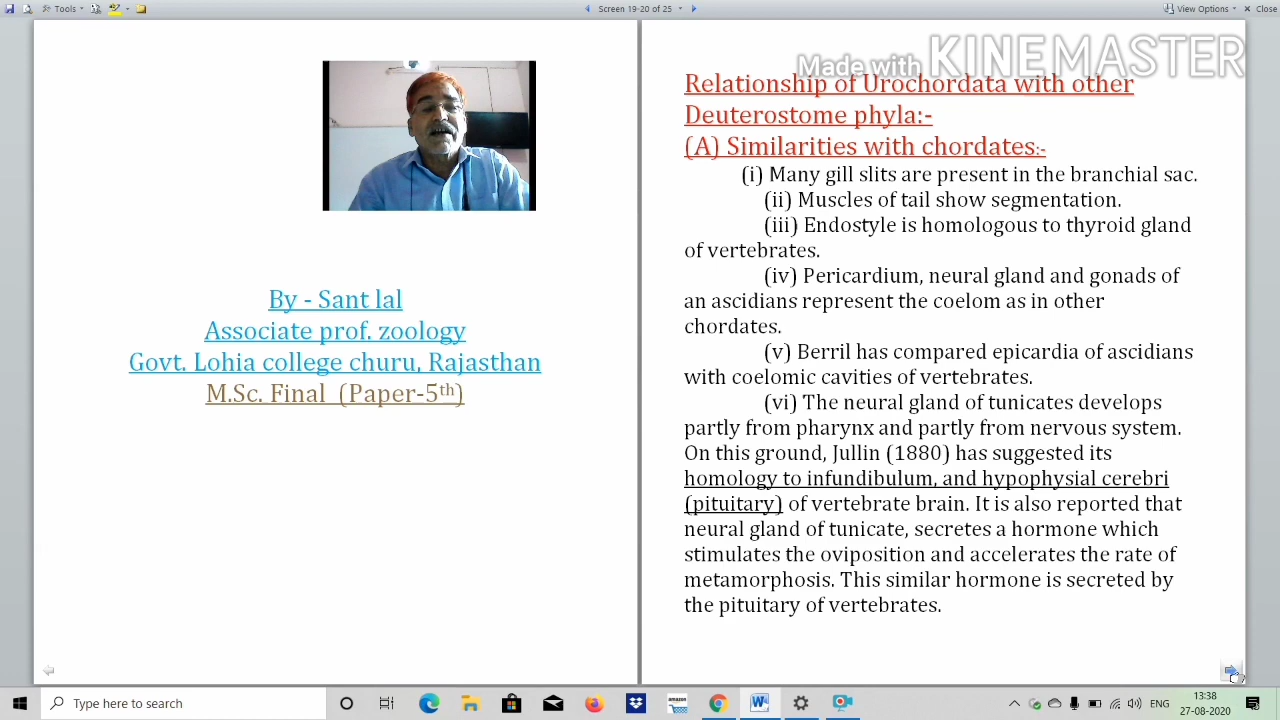 Tools
Screen 19-20 of 25
View Options
Close
Made with KINEMASTER
By - Sant lal
Associate prof. zoology
Govt. Lohia college churu, Rajasthan
M.Sc. Final (Paper-5th)
Relationship of Urochordata with other
Deuterostome phyla:-
(A) Similarities with chordates:-
(i) Many gill slits are present in the branchial sac.
(ii) Muscles of tail show segmentation.
(iii) Endostyle is homologous to thyroid gland
of vertebrates.
(iv) Pericardium, neural gland and gonads of
an ascidians represent the coelom as in other
chordates.
(v) Berril has compared epicardia of ascidians
with coelomic cavities of vertebrates.
(vi) The neural gland of tunicates develops
partly from pharynx and partly from nervous system.
On this ground, Jullin (1880) has suggested its
homology to infundibulum, and hypophysial cerebri
(pituitary) of vertebrate brain. It is also reported that
neural gland of tunicate, secretes a hormone which
stimulates the oviposition and accelerates the rate of
metamorphosis. This similar hormone is secreted by
the pituitary of vertebrates.
Type here to search
amazon
ENG
13:38
27-08-2020